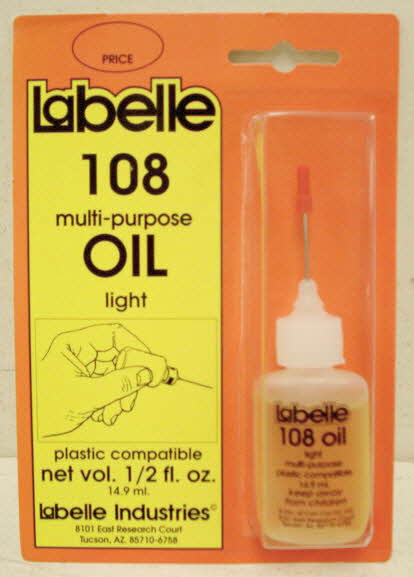 PRICE
Labelle
108
multi-purpose
OIL
light
plastic compatible
net vol. 1/2 fl. oz.
14.9 ml.
Labelle Industries©
8101 East Research Court
Tucson, AZ. 85710-6758
Labelle
108 oil
light
multi-purpose
plastic compatible
14.9 ml.
keep away
from children